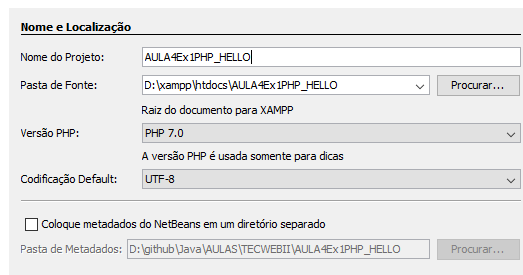 Nome e Localização
Nome do Projeto: AULA4Ex1PHP_HELLO
Pasta de Fonte: D:\xampp\htdocs\AULA4Ex1PHP_HELLO Procurar...
Raiz do documento para XAMPP
Versão PHP: PHP 7.0
A versão PHP é usada somente para dicas
Codificação Default: UTF-8
Coloque metadados do NetBeans em um diretório separado
Pasta de Metadados: D:\github\Java\AULAS\TECWEBII\AULA4Ex1PHP_HELLO Procurar...